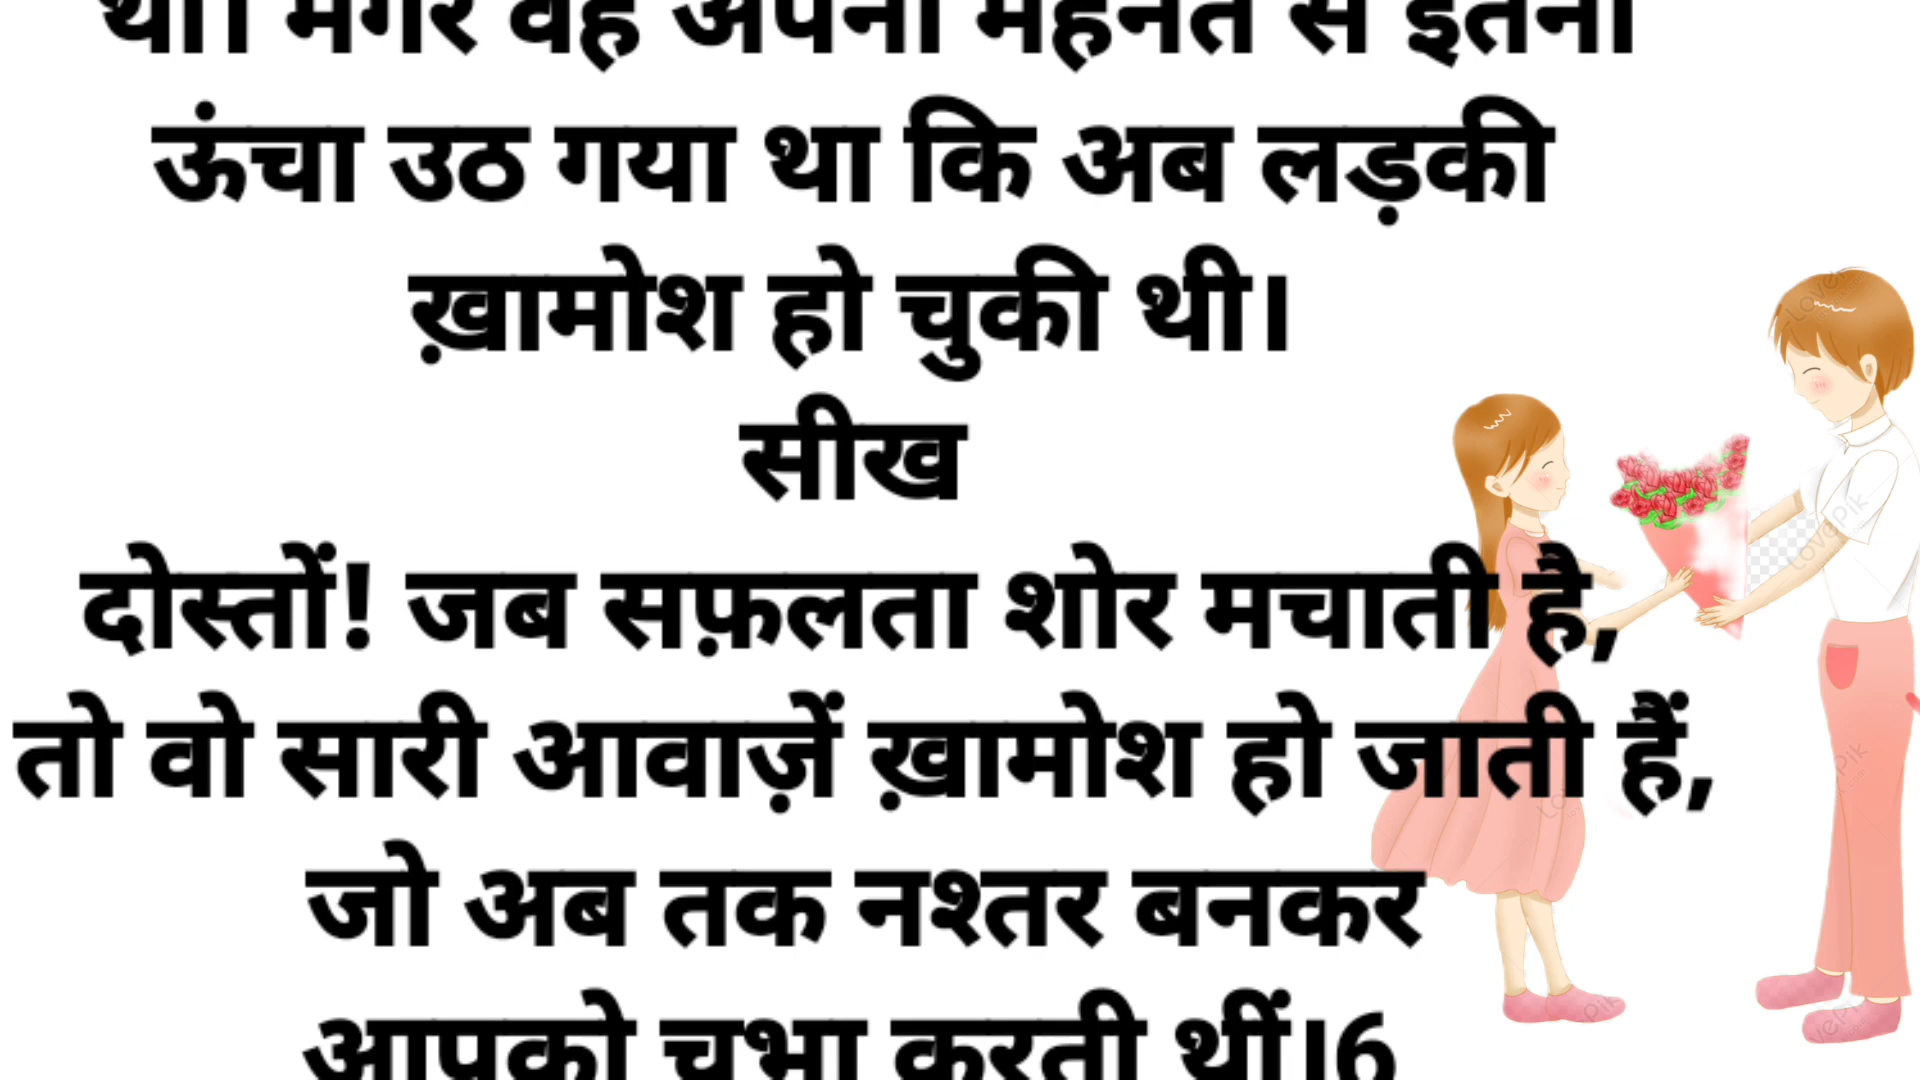 था। मगर वह अपनी मेहनत से इतना
ऊंचा उठ गया था कि अब लड़की
ख़ामोश हो चुकी थी।
सीख
दोस्तों! जब सफ़लता शोर मचाती है,
तो वो सारी आवाज़ें ख़ामोश हो जाती हैं,
जो अब तक नश्तर बनकर
आपको चुभा करती थीं।6